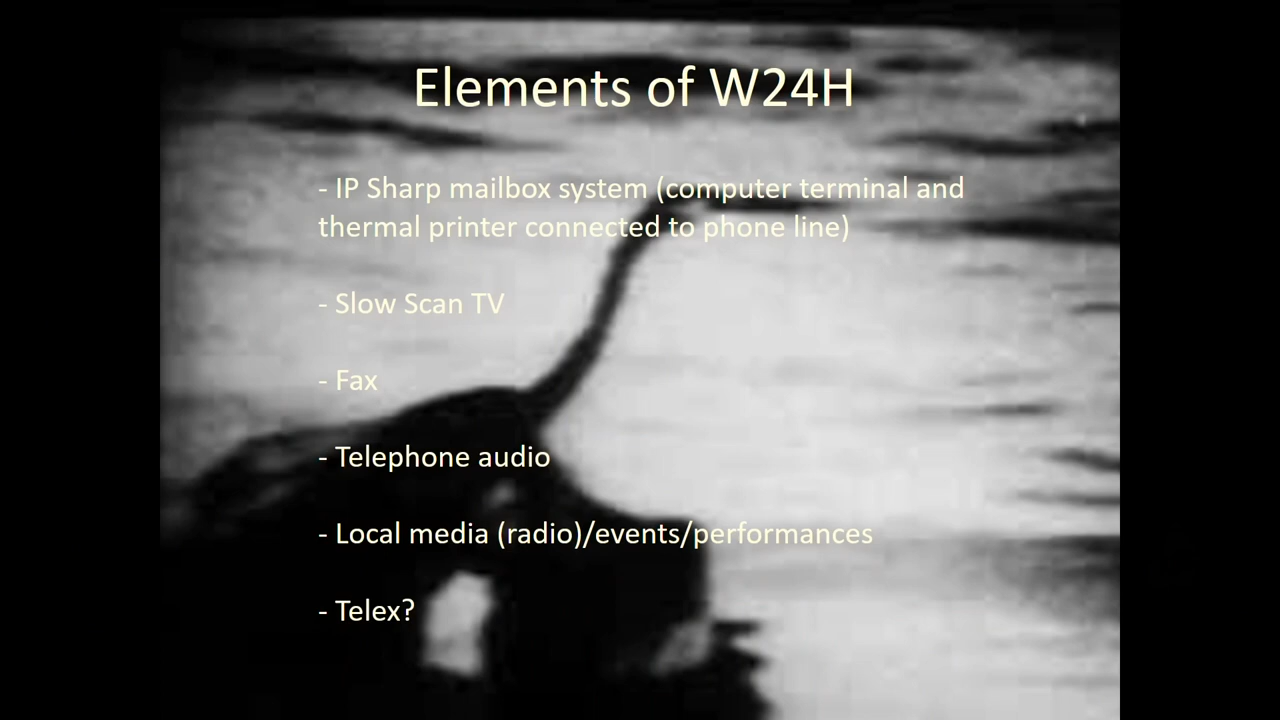 Elements of W24H
- IP Sharp mailbox system (computer terminal and
thermal printer connected to phone line)
- Slow Scan TV
- Fax
- Telephone audio
- Local media (radio)/events/performances
- Telex?